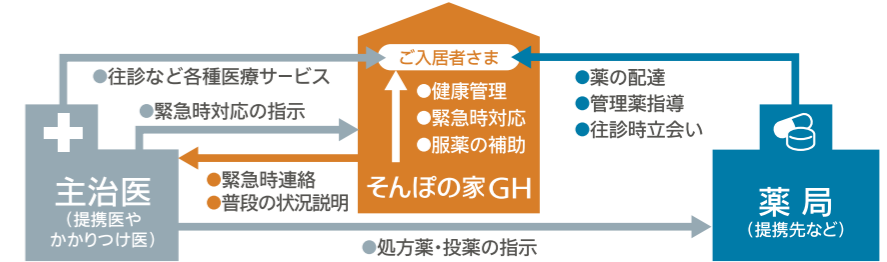 ご入居者さま
●往診など各種医療サービス
●健康管理
●緊急時対応
●服薬の補助
●薬の配達
●管理薬指導
●往診時立会い
●緊急時対応の指示
そんぽの家GH
●緊急時連絡
●普段の状況説明
主治医
(提携医や
かかりつけ医)
薬局
(提携先など)
●処方薬・投薬の指示